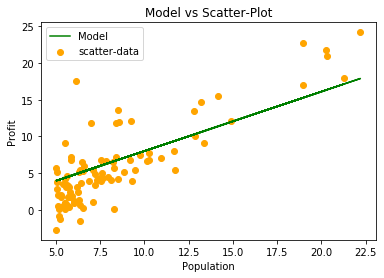 Model vs Scatter-Plot
Model
scatter-data
Profit
25
20
15
10
5
0
5.0 7.5 10.0 12.5 15.0 17.5 20.0 22.5
Population